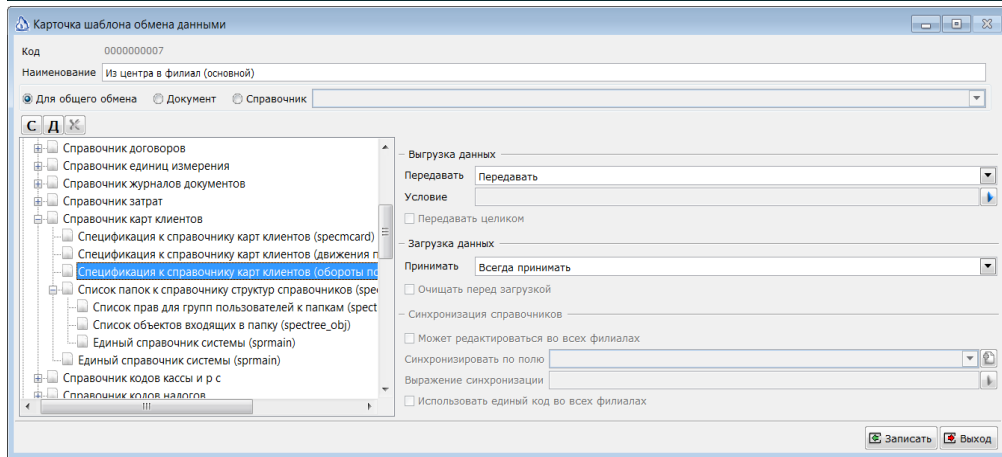 Карточка шаблона обмена данными
Код 0000000007
Наименование Из центра в филиал (основной)
Для общего обмена Документ Справочник
С Д
Справочник договоров
Справочник единиц измерения
Справочник журналов документов
Справочник затрат
Справочник карт клиентов
Спецификация к справочнику карт клиентов (specmcard)
Спецификация к справочнику карт клиентов (движения п
Спецификация к справочнику карт клиентов (обороты по
Список папок к справочнику структур справочников (spe
Список прав для групп пользователей к папкам (spect
Список объектов входящих в папку (spectree_obj)
Единый справочник системы (sprmain)
Единый справочник системы (sprmain)
Справочник кодов кассы и р с
Справочник кодов налогов
Выгрузка данных
Передавать Передавать
Условие
Передавать целиком
Загрузка данных
Принимать Всегда принимать
Очищать перед загрузкой
Синхронизация справочников
Может редактироваться во всех филиалах
Синхронизировать по полю
Выражение синхронизации
Использовать единый код во всех филиалах
Записать Выход